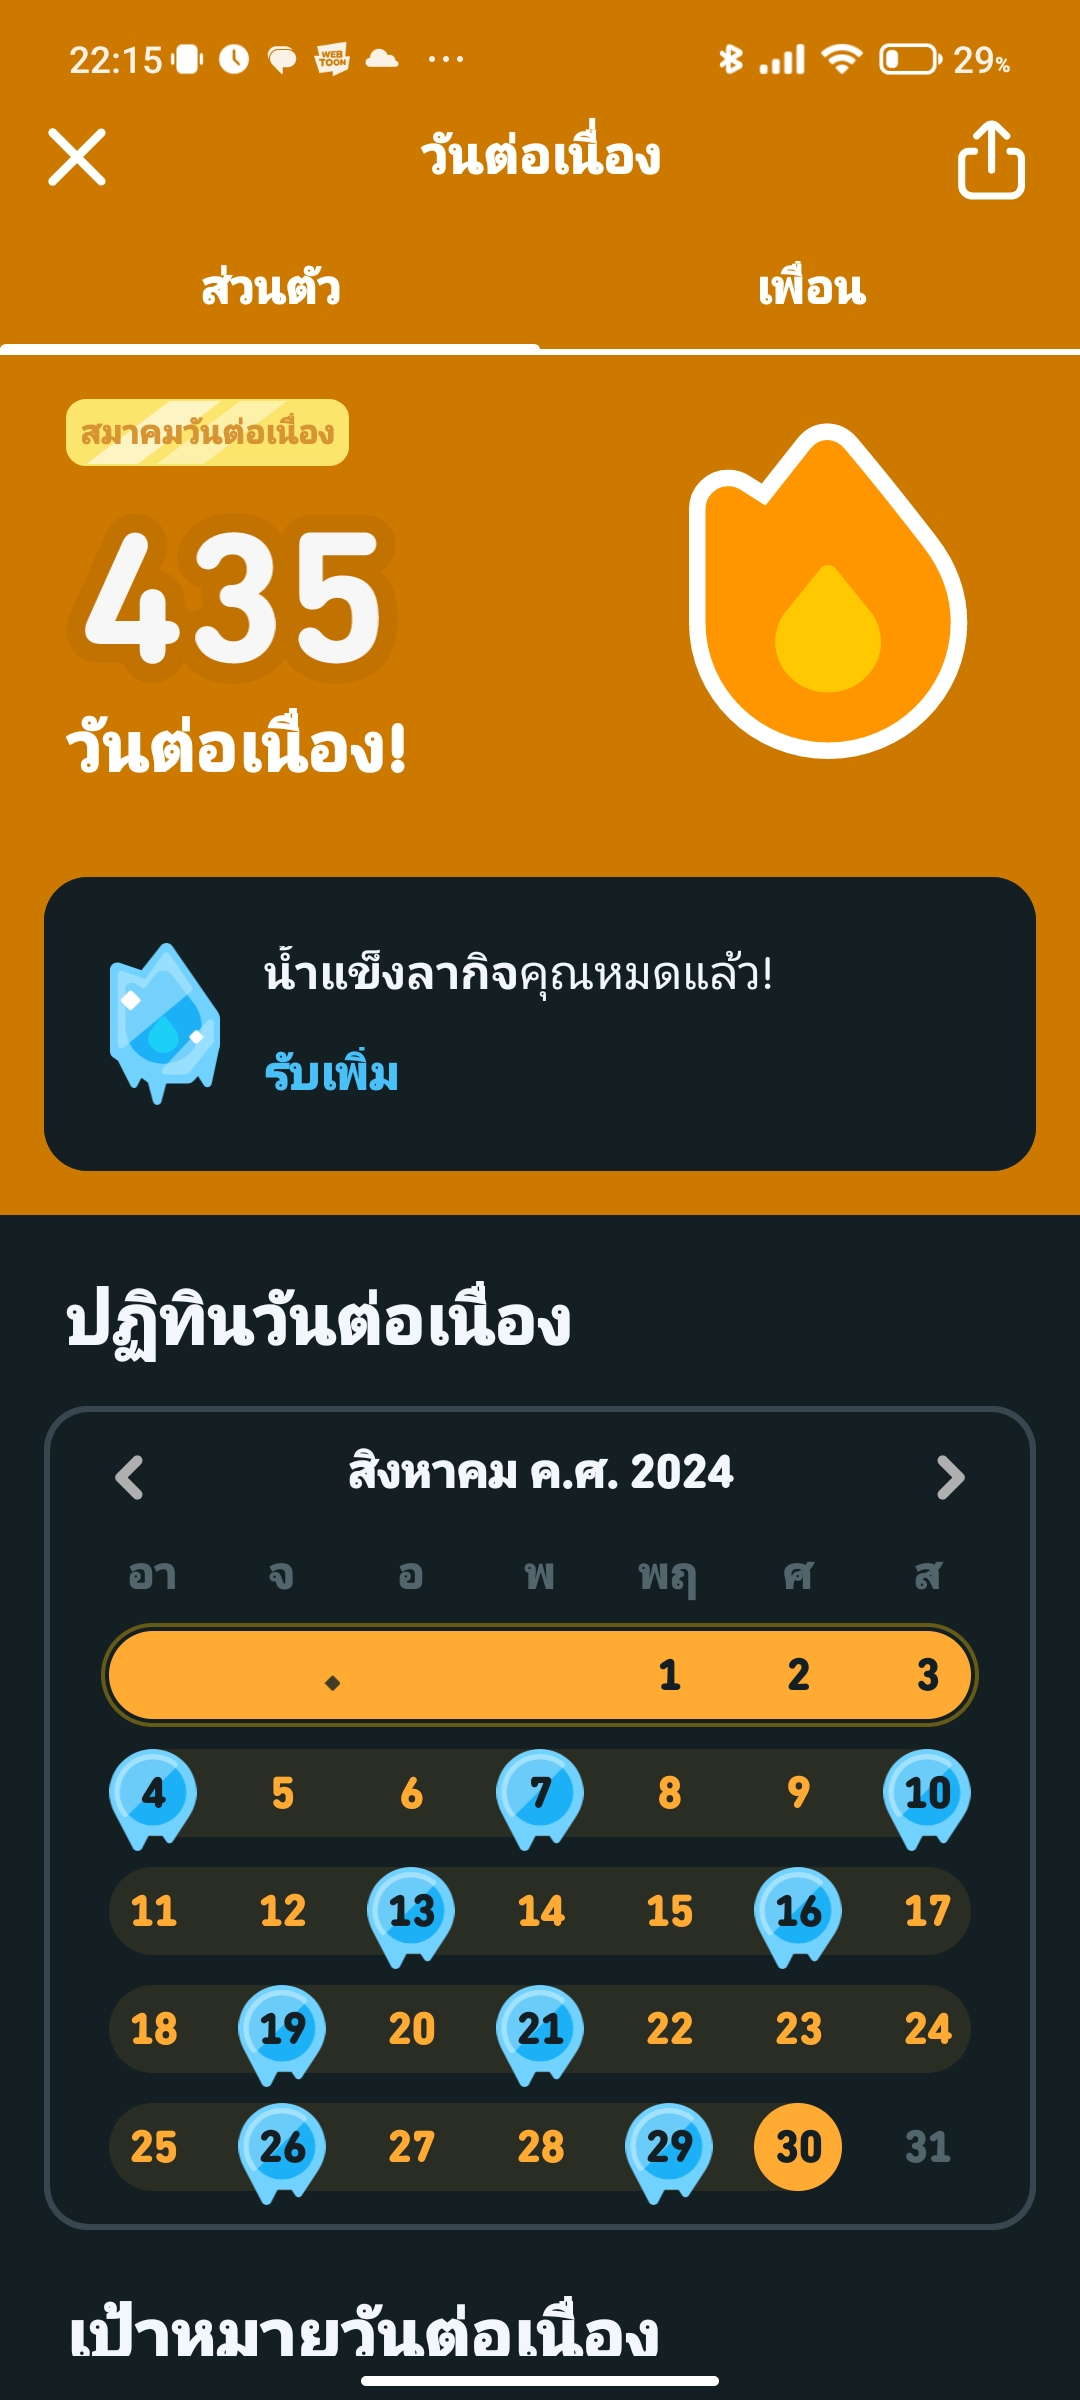 22:15 WEB TOON ... 29%
วันต่อเนื่อง
ส่วนตัว เพื่อน
สมาคมวันต่อเนื่อง
435
วันต่อเนื่อง!
น้ำแข็งลากิจคุณหมดแล้ว!
รับเพิ่ม
ปฏิทินวันต่อเนื่อง
สิงหาคม ค.ศ. 2024
อา จ อ พ พฤ ศ ส
1 2 3
4 5 6 7 8 9 10
11 12 13 14 15 16 17
18 19 20 21 22 23 24
25 26 27 28 29 30 31
เป้าหมายวันต่อเนื่อง